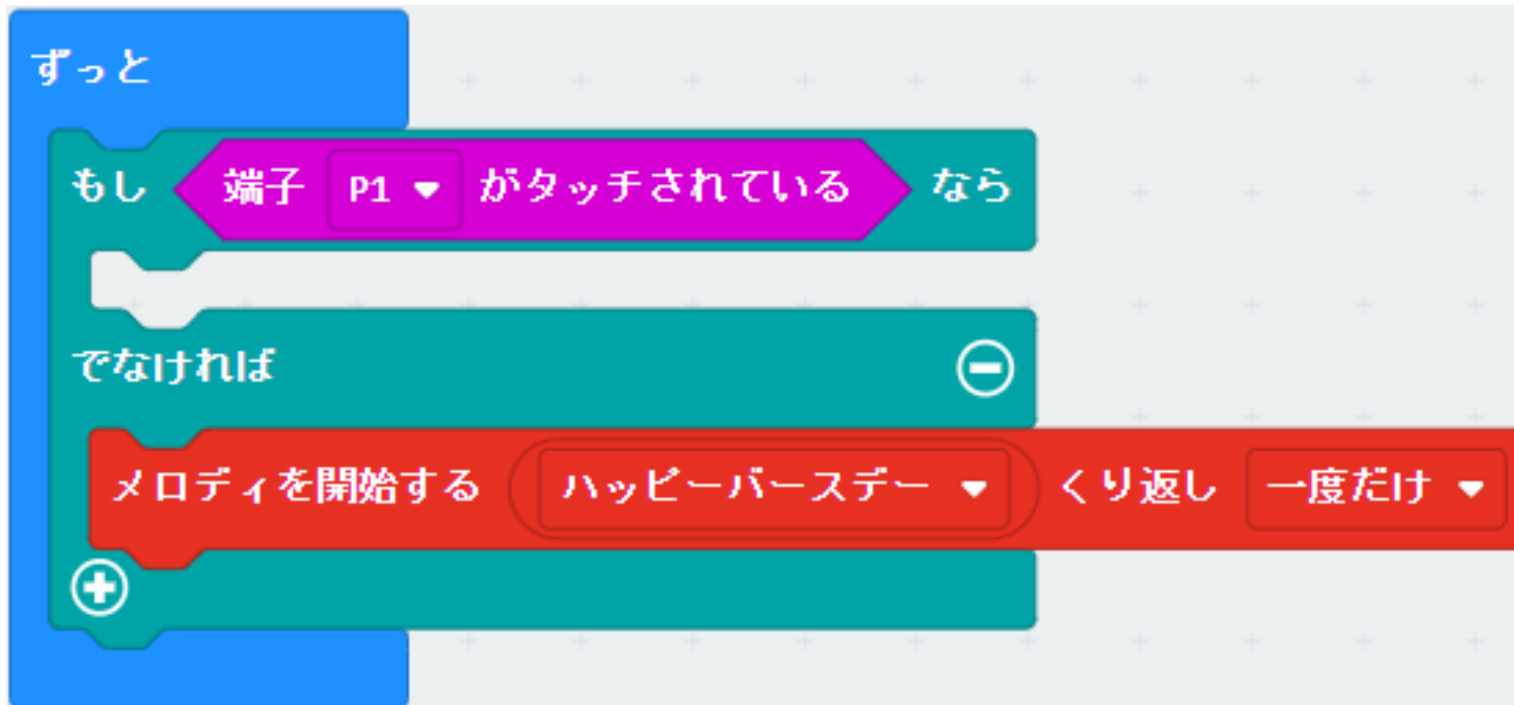 ずっと
もし 端子 P1 がタッチされている なら
でなければ
メロディを開始する ハッピーバースデー くり返し 一度だけ